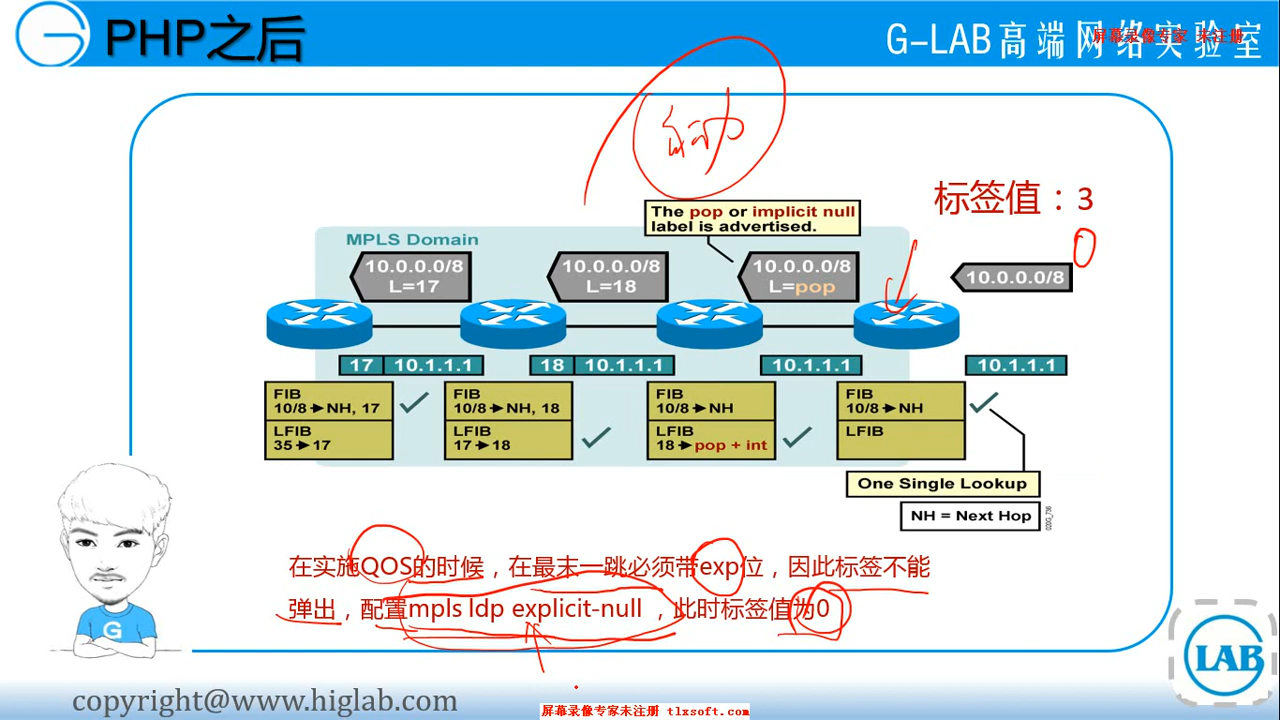 PHP之后
G-LAB高端网络实验室
屏幕录像专家 未注册
标签值：3
0
The pop or implicit null
label is advertised.
MPLS Domain
10.0.0.0/8
L=17
10.0.0.0/8
L=18
10.0.0.0/8
L=pop
10.0.0.0/8
17 10.1.1.1
18 10.1.1.1
10.1.1.1
10.1.1.1
FIB
10/8→NH, 17
LFIB
35→17
FIB
10/8→NH, 18
LFIB
17→18
FIB
10/8→NH
LFIB
18→pop + int
FIB
10/8→NH
LFIB
One Single Lookup
NH = Next Hop
在实施QOS的时候，在最末一跳必须带exp位，因此标签不能
弹出，配置mpls ldp explicit-null ，此时标签值为0
G
LAB
copyright@www.higlab.com
屏幕录像专家未注册 tlxsoft.com